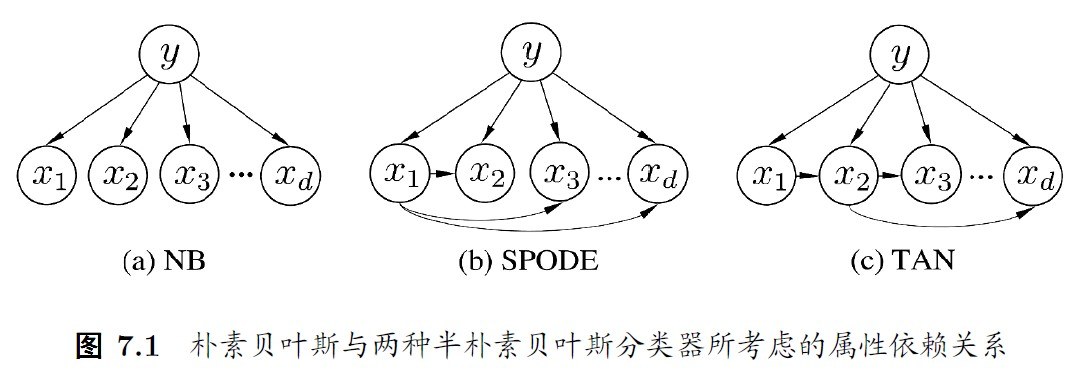 y y y
x1 x2 x3 ... xd x1 x2 x3 ... xd x1 x2 x3 ... xd
(a) NB (b) SPODE (c) TAN
图 7.1 朴素贝叶斯与两种半朴素贝叶斯分类器所考虑的属性依赖关系